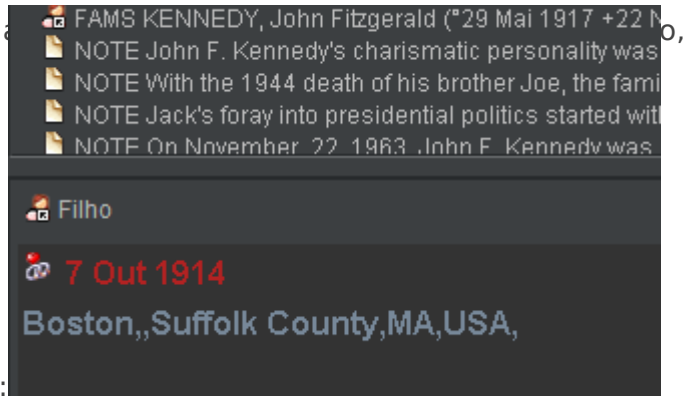 FAMS KENNEDY, John Fitzgerald (*29 Mai 1917 +22 N
o,
NOTE John F. Kennedy's charismatic personality was
NOTE With the 1944 death of his brother Joe, the fami
NOTE Jack's foray into presidential politics started with
NOTE On November 22, 1963, John F. Kennedy was
Filho
7 Out 1914
Boston,,Suffolk County,MA,USA,
: